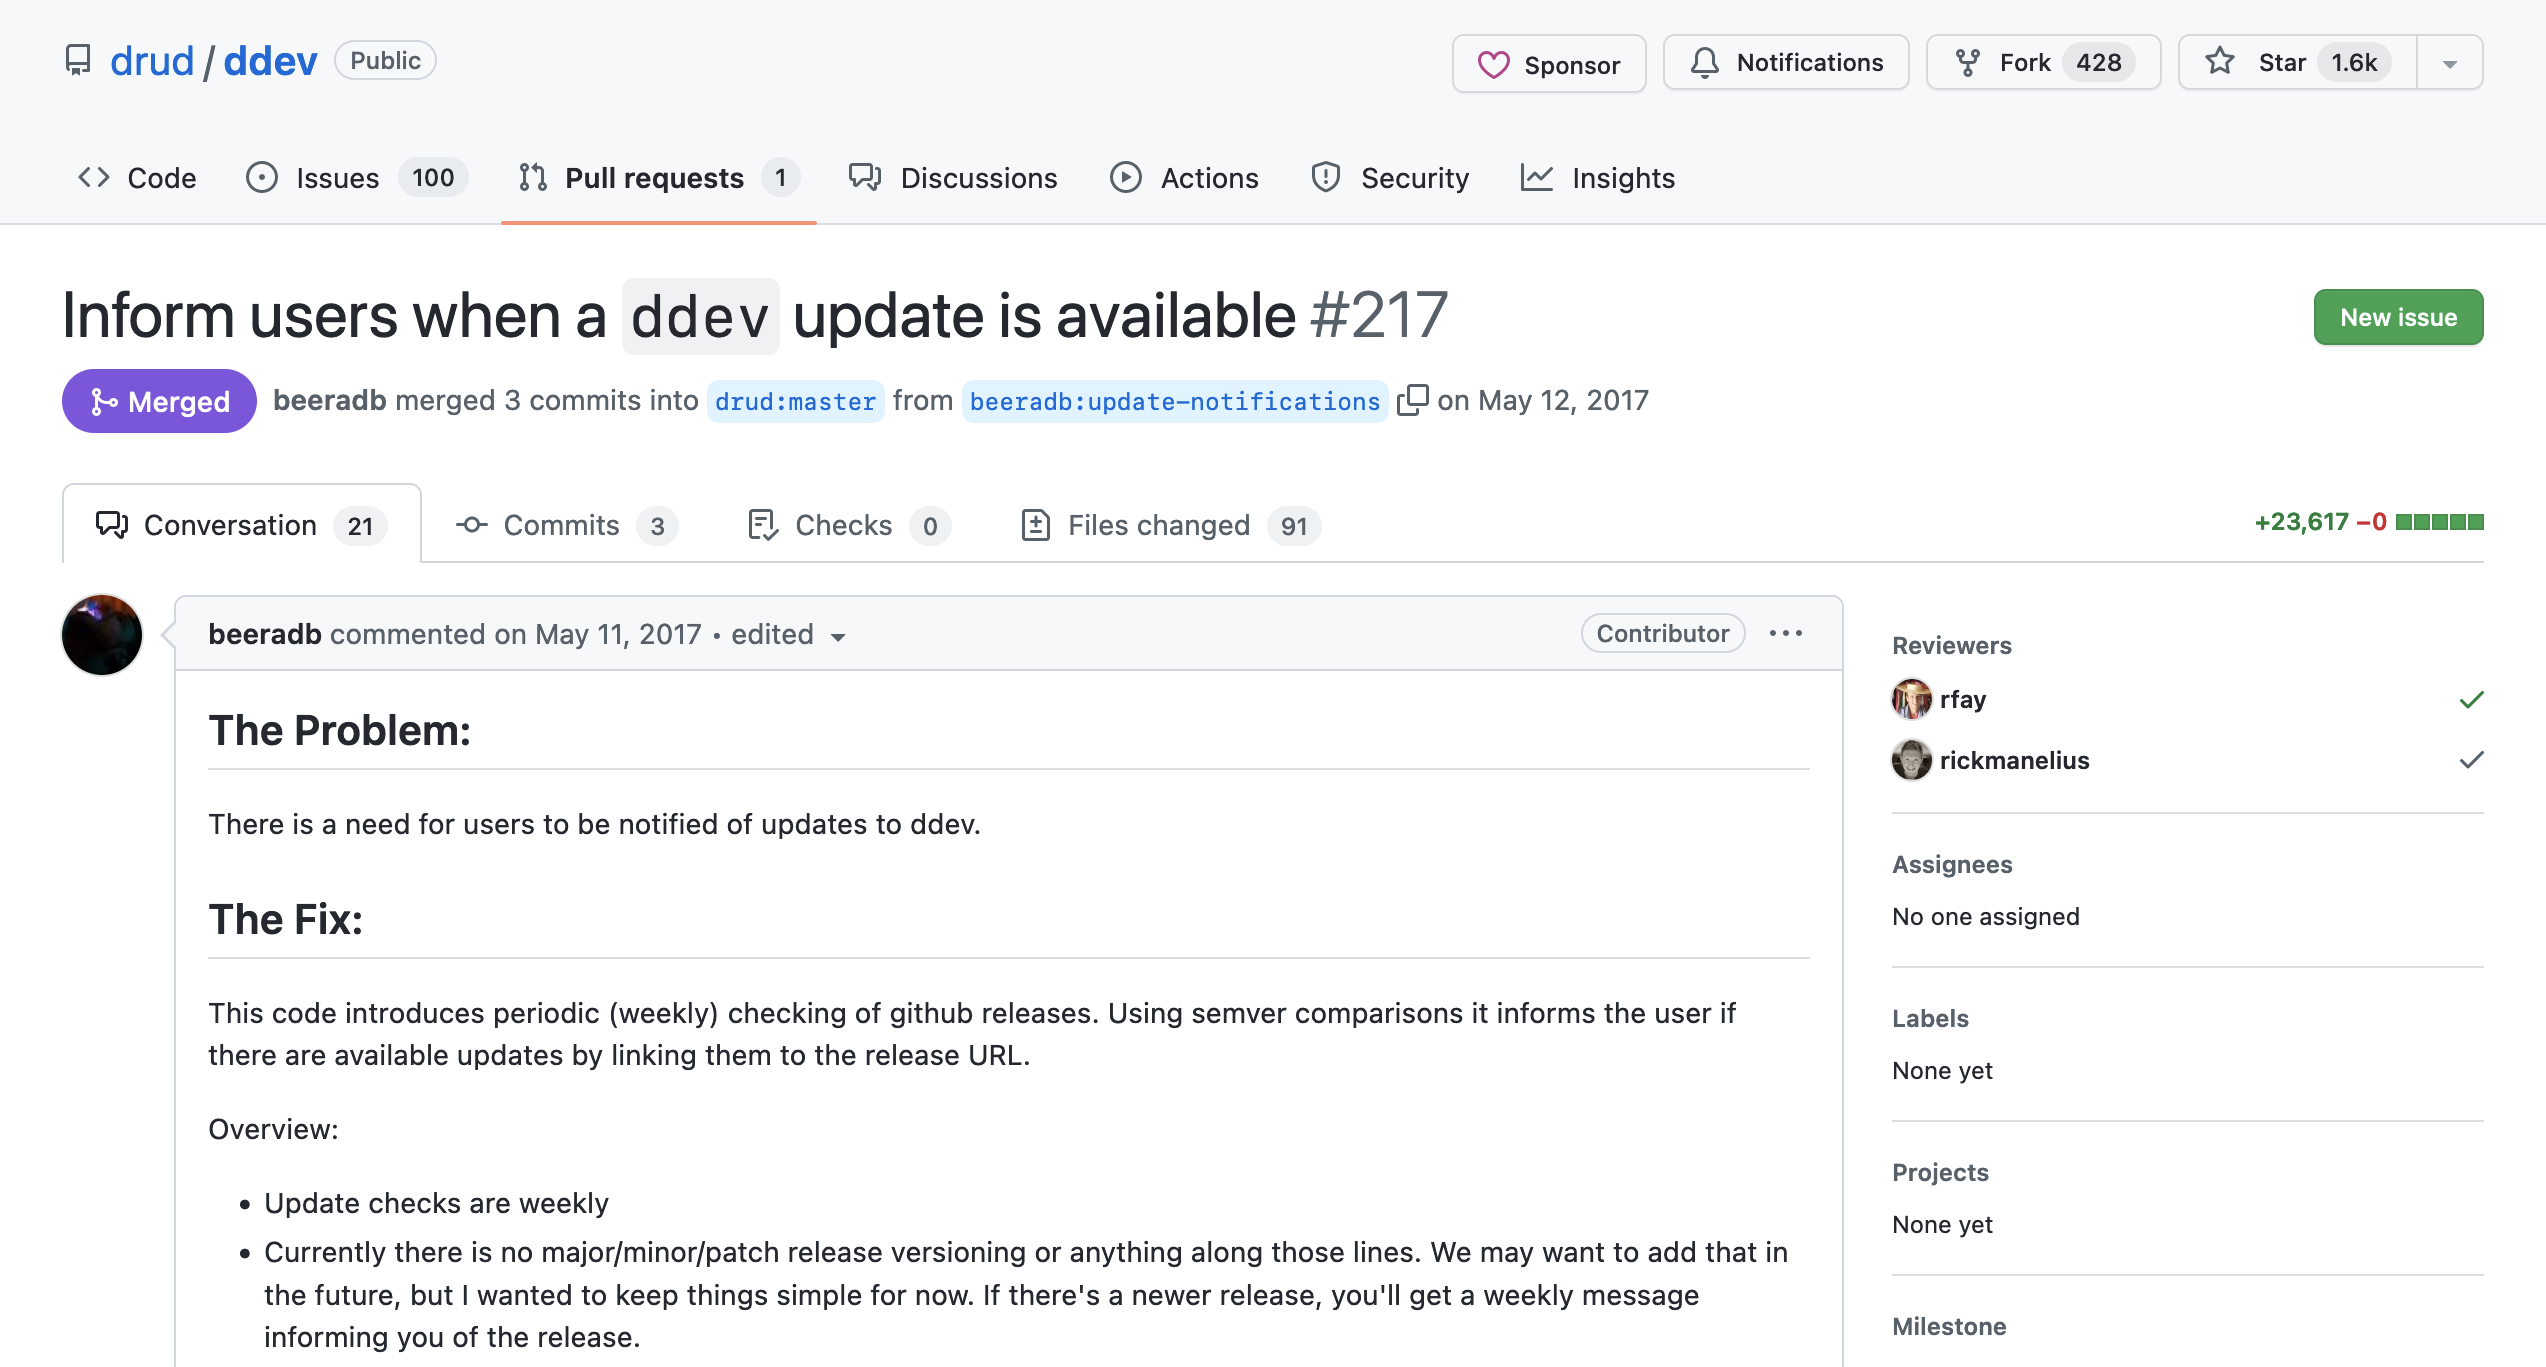 drud / ddev Public
Sponsor Notifications Fork 428 Star 1.6k
Code Issues 100 Pull requests 1 Discussions Actions Security Insights
Inform users when a ddev update is available #217
New issue
Merged beeradb merged 3 commits into drud:master from beeradb:update-notifications on May 12, 2017
Conversation 21 Commits 3 Checks 0 Files changed 91
+23,617 −0
beeradb commented on May 11, 2017 • edited
Contributor
The Problem:
There is a need for users to be notified of updates to ddev.
The Fix:
This code introduces periodic (weekly) checking of github releases. Using semver comparisons it informs the user if
there are available updates by linking them to the release URL.
Overview:
• Update checks are weekly
• Currently there is no major/minor/patch release versioning or anything along those lines. We may want to add that in
the future, but I wanted to keep things simple for now. If there's a newer release, you'll get a weekly message
informing you of the release.
Reviewers
rfay
rickmanelius
Assignees
No one assigned
Labels
None yet
Projects
None yet
Milestone